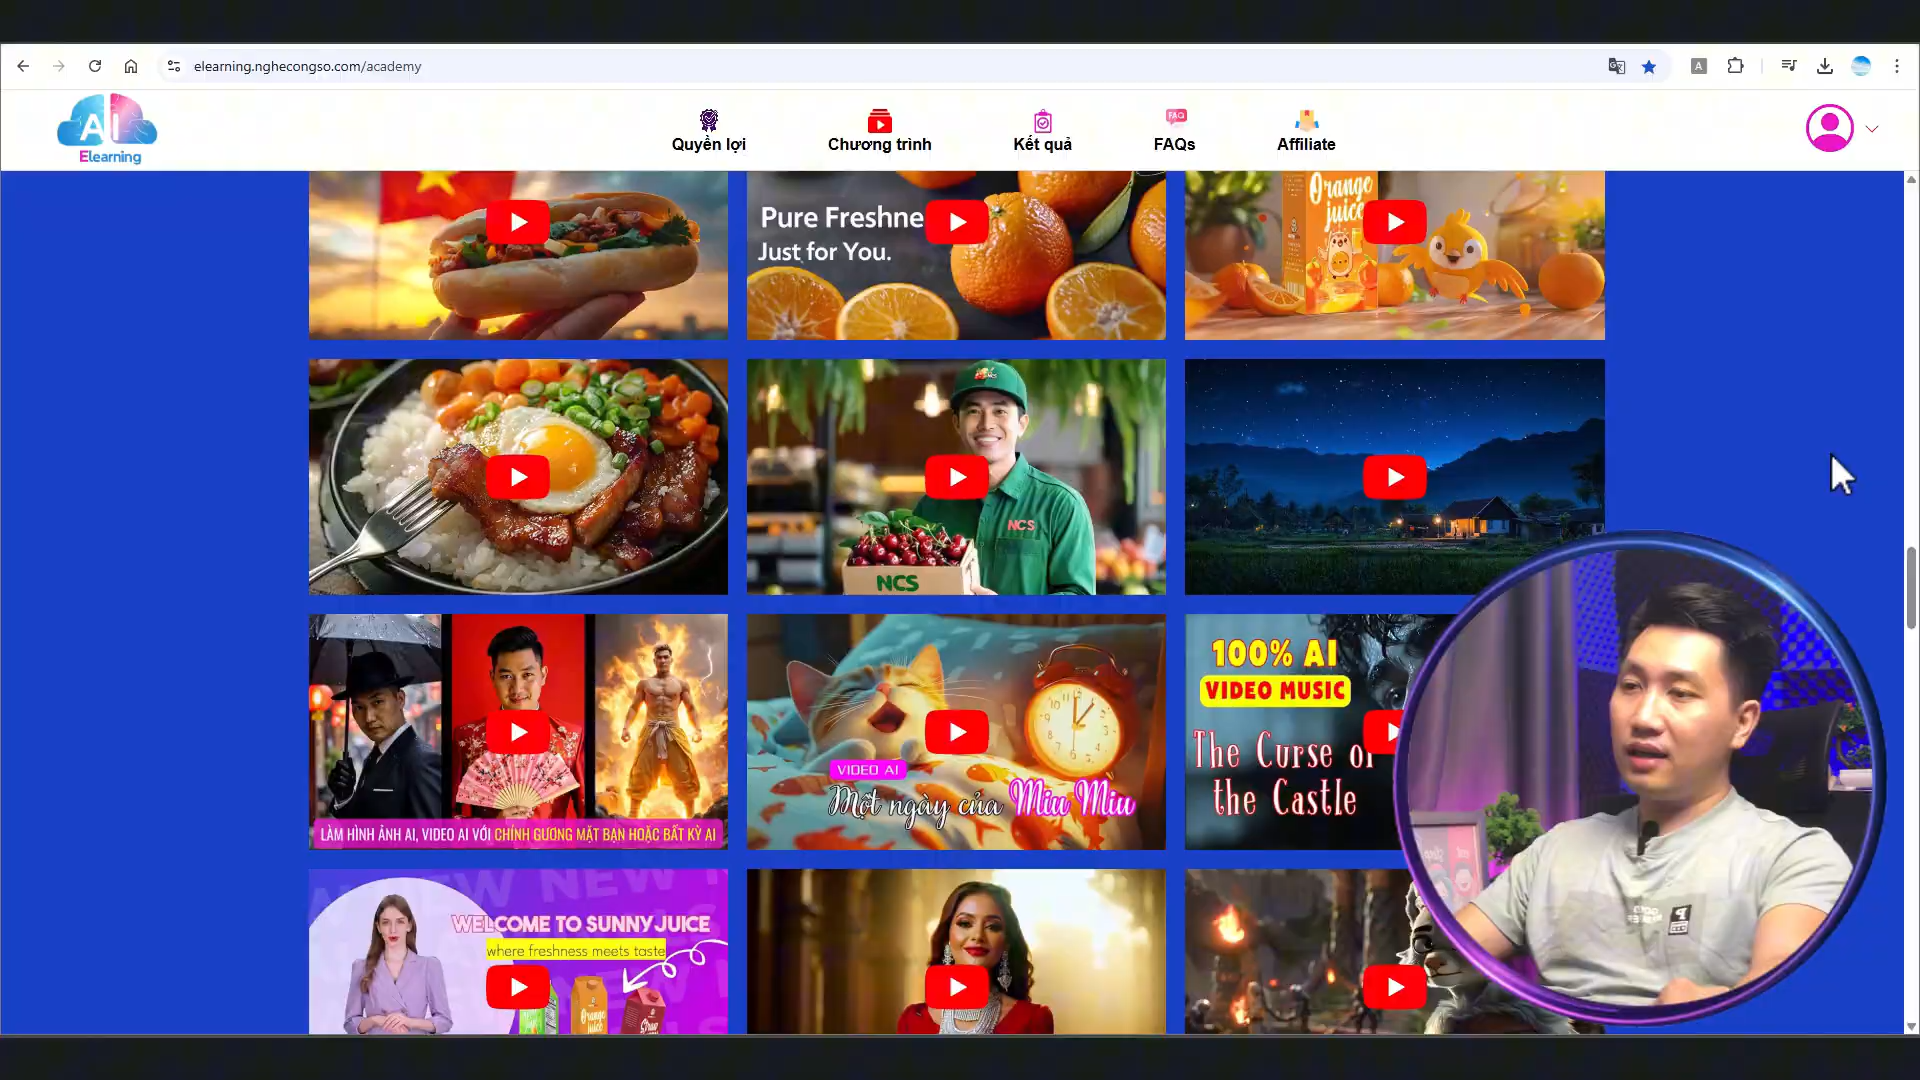 elearning.nghecongso.com/academy
A
AI
Elearning
Quyền lợi
Chương trình
Kết quả
FAQ
FAQs
Affiliate
Pure Freshne
Just for You.
Orange
juice
NCS
NCS
LÀM HÌNH ẢNH AI, VIDEO AI VỚI CHÍNH GƯƠNG MẶT BẠN HOẶC BẤT KỲ AI
VIDEO AI
Một ngày của Miu Miu
100% AI
VIDEO MUSIC
The Curse of
the Castle
WELCOME TO SUNNY JUICE
where freshness meets taste
Orange
juice